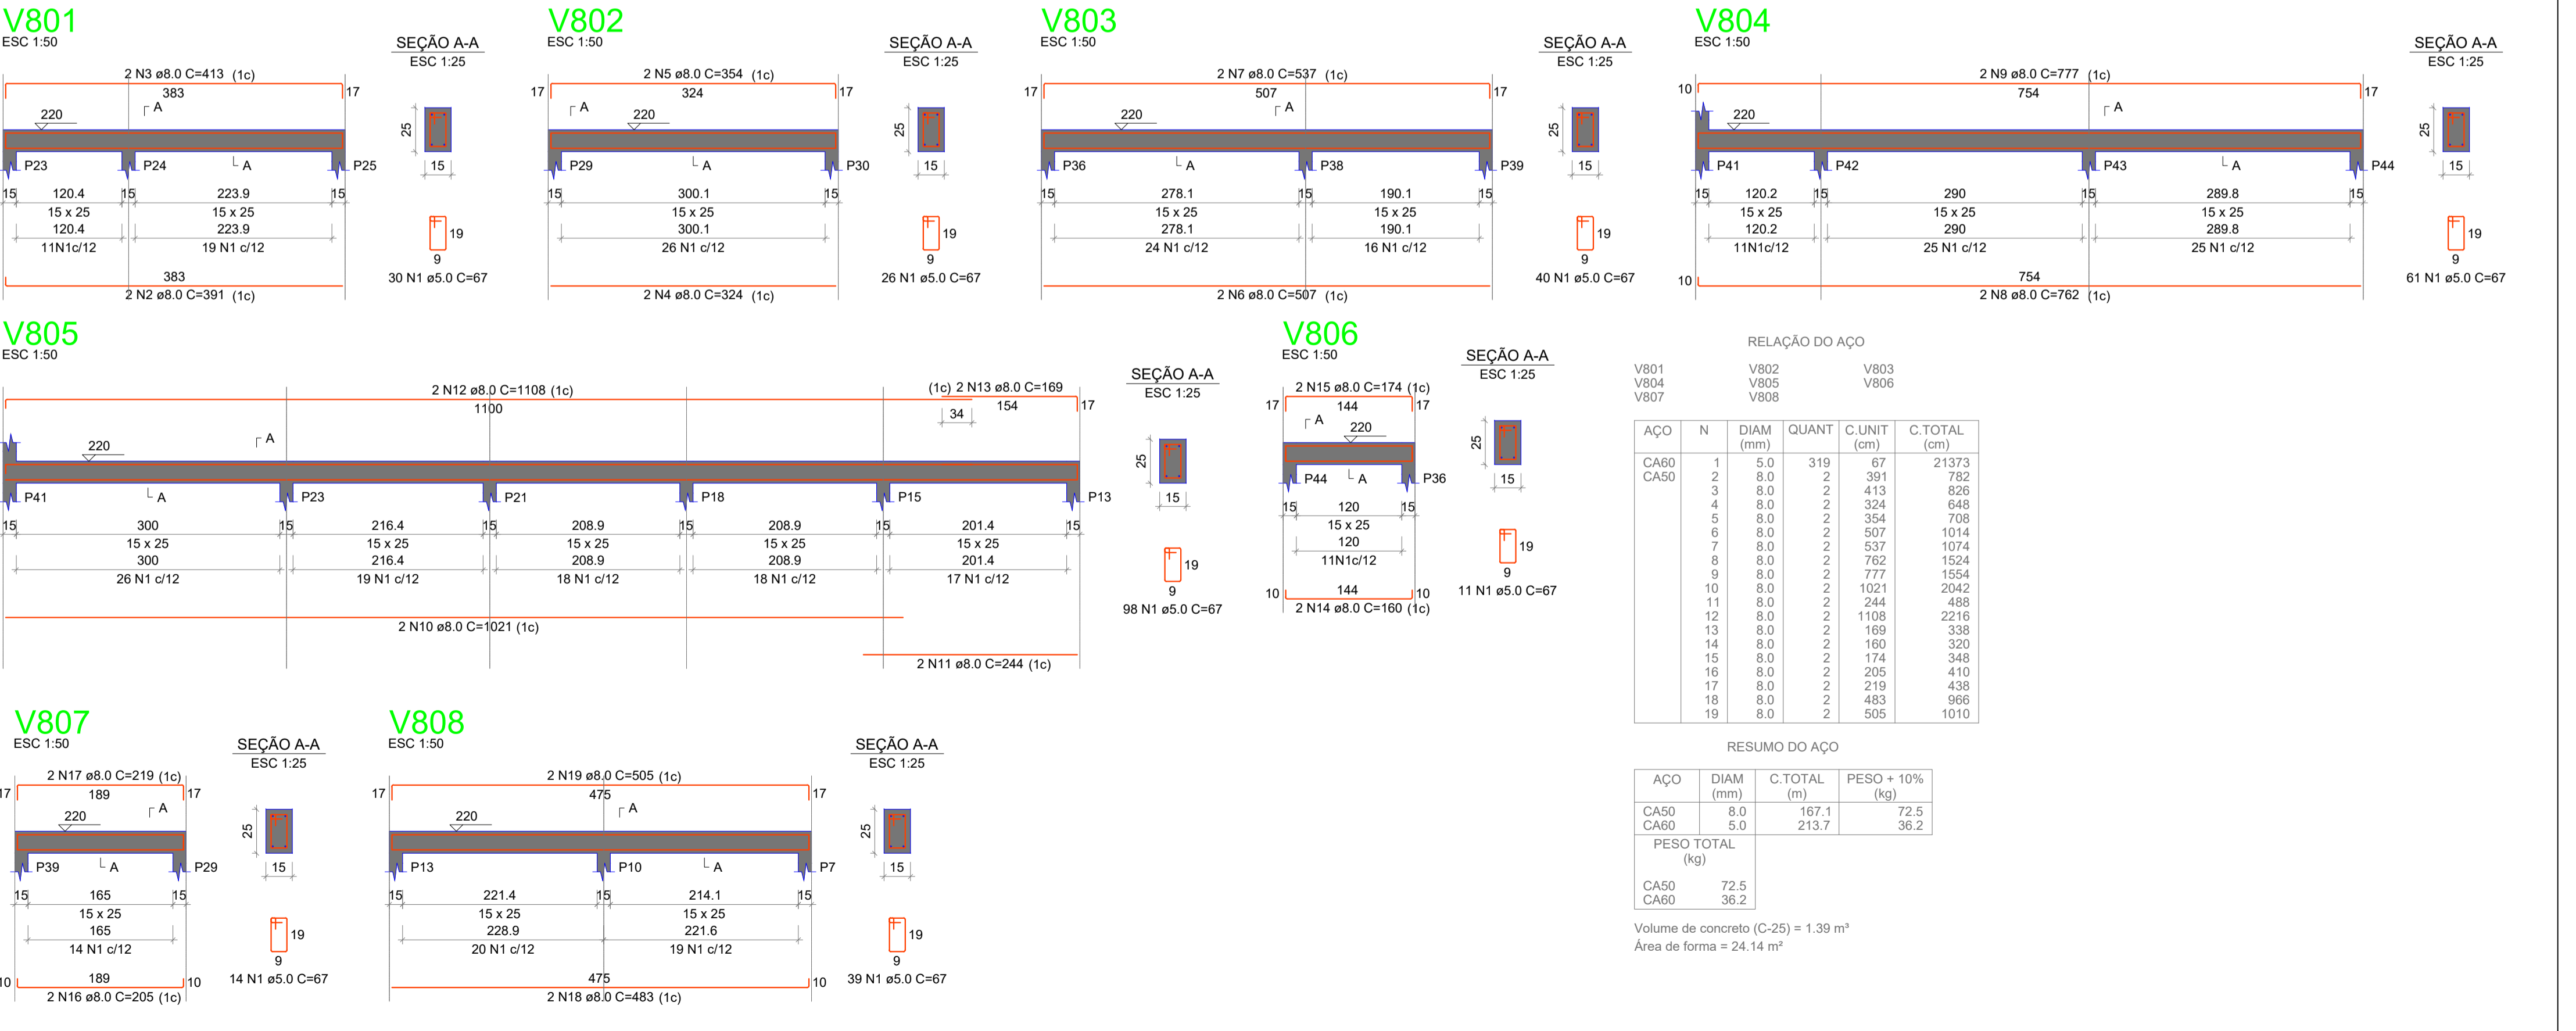 V801
ESC 1:50
SEÇÃO A-A
ESC 1:25
2 N3 ø8.0 C=413 (1c)
383
17
A
220
25
P23
P24
A
P25
15
15
120.4
15
223.9
15
15 x 25
15 x 25
120.4
223.9
19
11N1c/12
19 N1 c/12
9
383
30 N1 ø5.0 C=67
2 N2 ø8.0 C=391 (1c)
V802
ESC 1:50
SEÇÃO A-A
ESC 1:25
2 N5 ø8.0 C=354 (1c)
17
324
17
A
220
25
P29
A
P30
15
15
300.1
15
15 x 25
300.1
19
26 N1 c/12
9
26 N1 ø5.0 C=67
2 N4 ø8.0 C=324 (1c)
V803
ESC 1:50
SEÇÃO A-A
ESC 1:25
2 N7 ø8.0 C=537 (1c)
17
507
17
A
220
25
P36
A
P38
P39
15
15
278.1
15
190.1
15
15 x 25
15 x 25
278.1
190.1
19
24 N1 c/12
16 N1 c/12
9
40 N1 ø5.0 C=67
2 N6 ø8.0 C=507 (1c)
V804
ESC 1:50
SEÇÃO A-A
ESC 1:25
2 N9 ø8.0 C=777 (1c)
10
754
17
A
220
25
P41
P42
P43
A
P44
15
15
120.2
15
290
15
289.8
15
15 x 25
15 x 25
15 x 25
120.2
290
289.8
19
11N1c/12
25 N1 c/12
25 N1 c/12
9
10
754
61 N1 ø5.0 C=67
2 N8 ø8.0 C=762 (1c)
V805
ESC 1:50
SEÇÃO A-A
ESC 1:25
2 N12 ø8.0 C=1108 (1c)
(1c) 2 N13 ø8.0 C=169
1100
154
17
34
A
220
25
P41
A
P23
P21
P18
P15
P13
15
15
300
15
216.4
15
208.9
15
208.9
15
201.4
15
15 x 25
15 x 25
15 x 25
15 x 25
15 x 25
300
216.4
208.9
208.9
201.4
19
26 N1 c/12
19 N1 c/12
18 N1 c/12
18 N1 c/12
17 N1 c/12
9
98 N1 ø5.0 C=67
2 N10 ø8.0 C=1021 (1c)
2 N11 ø8.0 C=244 (1c)
V806
ESC 1:50
SEÇÃO A-A
ESC 1:25
2 N15 ø8.0 C=174 (1c)
17
144
17
A
220
25
P44
A
P36
15
15
120
15
15 x 25
120
19
11N1c/12
9
10
144
10
11 N1 ø5.0 C=67
2 N14 ø8.0 C=160 (1c)
RELAÇÃO DO AÇO
V801 V802 V803
V804 V805 V806
V807 V808
AÇO N DIAM QUANT C.UNIT C.TOTAL
(mm) (cm) (cm)
CA60 1 5.0 319 67 21373
CA50 2 8.0 2 391 782
3 8.0 2 413 826
4 8.0 2 324 648
5 8.0 2 354 708
6 8.0 2 507 1014
7 8.0 2 537 1074
8 8.0 2 762 1524
9 8.0 2 777 1554
10 8.0 2 1021 2042
11 8.0 2 244 488
12 8.0 2 1108 2216
13 8.0 2 169 338
14 8.0 2 160 320
15 8.0 2 174 348
16 8.0 2 205 410
17 8.0 2 219 438
18 8.0 2 483 966
19 8.0 2 505 1010
RESUMO DO AÇO
AÇO DIAM C.TOTAL PESO + 10%
(mm) (m) (kg)
CA50 8.0 167.1 72.5
CA60 5.0 213.7 36.2
PESO TOTAL
(kg)
CA50 72.5
CA60 36.2
Volume de concreto (C-25) = 1.39 m³
Área de forma = 24.14 m²
V807
ESC 1:50
SEÇÃO A-A
ESC 1:25
2 N17 ø8.0 C=219 (1c)
17
189
17
A
220
25
P39
A
P29
15
15
165
15
15 x 25
165
19
14 N1 c/12
9
10
189
10
14 N1 ø5.0 C=67
2 N16 ø8.0 C=205 (1c)
V808
ESC 1:50
SEÇÃO A-A
ESC 1:25
2 N19 ø8.0 C=505 (1c)
17
475
17
A
220
25
P13
P10
A
P7
15
15
221.4
15
214.1
15
15 x 25
15 x 25
228.9
221.6
19
20 N1 c/12
19 N1 c/12
9
475
39 N1 ø5.0 C=67
2 N18 ø8.0 C=483 (1c)